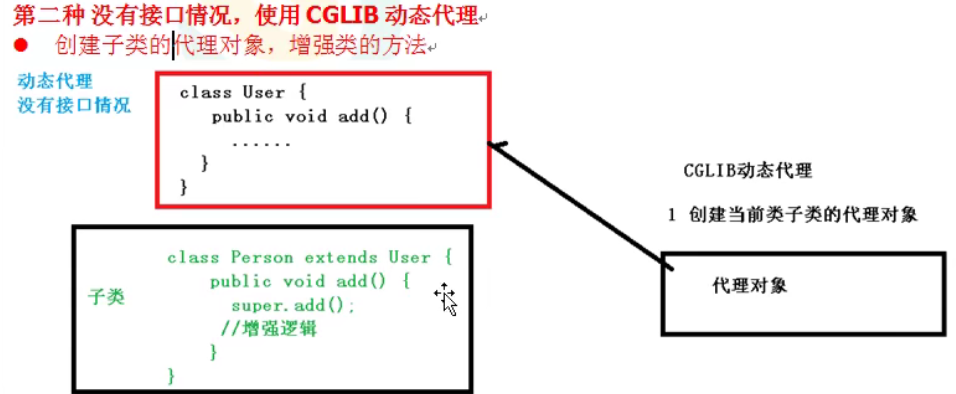 第二种 没有接口情况，使用 CGLIB 动态代理
● 创建子类的代理对象，增强类的方法
动态代理
没有接口情况
class User {
public void add() {
......
}
}
子类
class Person extends User {
public void add() {
super.add();
//增强逻辑
}
}
CGLIB动态代理
1 创建当前类子类的代理对象
代理对象